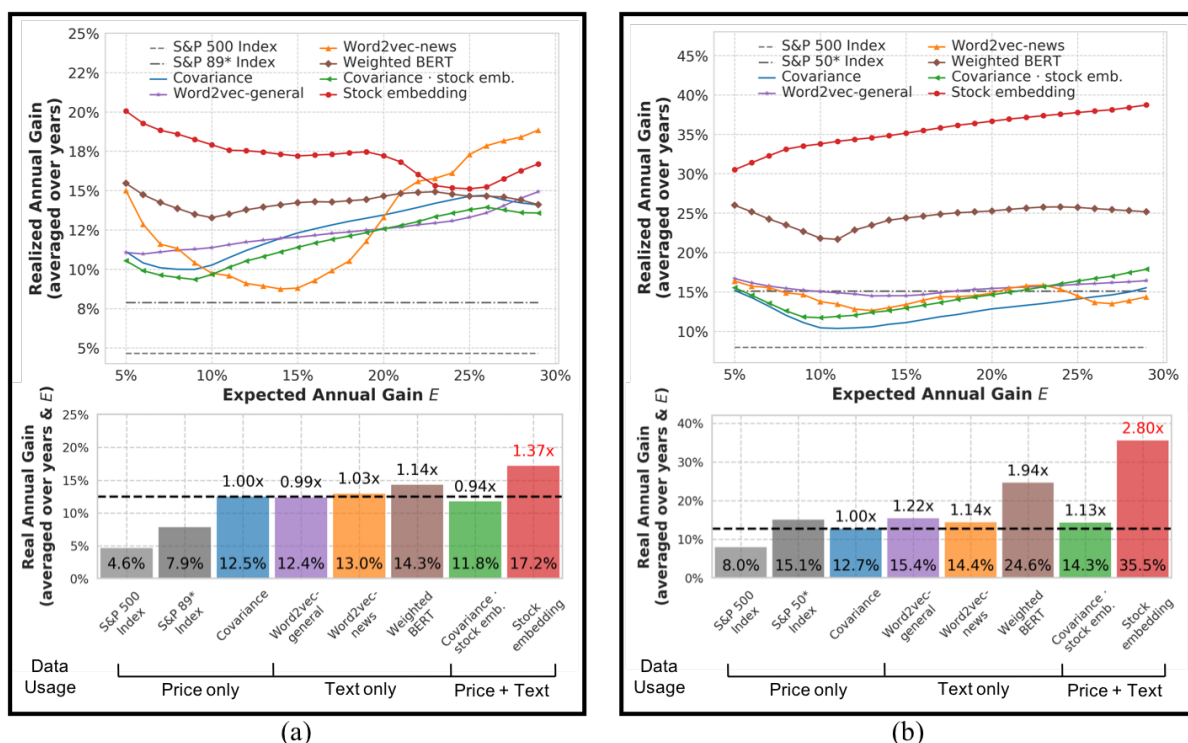 25%
22%
20%
18%
15%
12%
10%
8%
5%
Realized Annual Gain
(averaged over years)
S&P 500 Index
S&P 89* Index
Covariance
Word2vec-general
Word2vec-news
Weighted BERT
Covariance · stock emb.
Stock embedding
5% 10% 15% 20% 25% 30%
Expected Annual Gain E
25%
20%
15%
10%
5%
0%
Real Annual Gain
(averaged over years & E)
1.00x 0.99x 1.03x 1.14x 0.94x 1.37x
4.6% 7.9% 12.5% 12.4% 13.0% 14.3% 11.8% 17.2%
S&P 500
Index
S&P 89*
Index
Covariance
Word2vec-
general
Word2vec-
news
Weighted
BERT
Covariance ·
stock emb.
Stock
embedding
Data
Usage
Price only Text only Price + Text
(a)
45%
40%
35%
30%
25%
20%
15%
10%
Realized Annual Gain
(averaged over years)
S&P 500 Index
S&P 50* Index
Covariance
Word2vec-general
Word2vec-news
Weighted BERT
Covariance · stock emb.
Stock embedding
5% 10% 15% 20% 25% 30%
Expected Annual Gain E
40%
30%
20%
10%
0%
Real Annual Gain
(averaged over years & E)
1.00x 1.22x 1.14x 1.94x 1.13x 2.80x
8.0% 15.1% 12.7% 15.4% 14.4% 24.6% 14.3% 35.5%
S&P 500
Index
S&P 50*
Index
Covariance
Word2vec-
general
Word2vec-
news
Weighted
BERT
Covariance ·
stock emb.
Stock
embedding
Data
Usage
Price only Text only Price + Text
(b)